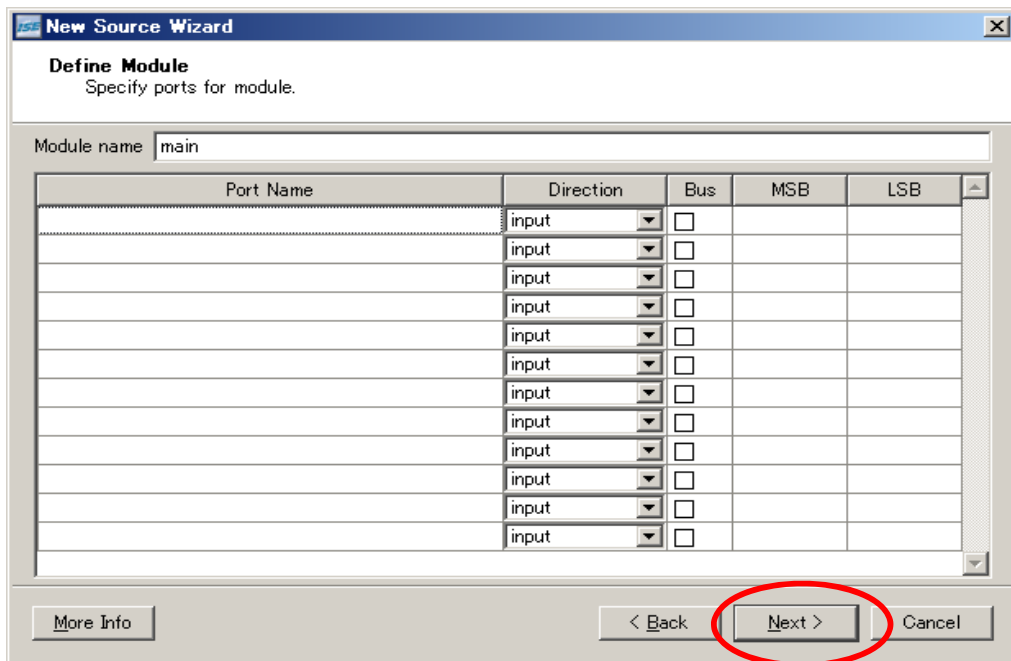 ISE New Source Wizard
Define Module
Specify ports for module.
Module name main
Port Name Direction Bus MSB LSB
input
input
input
input
input
input
input
input
input
input
input
input
More Info < Back Next > Cancel